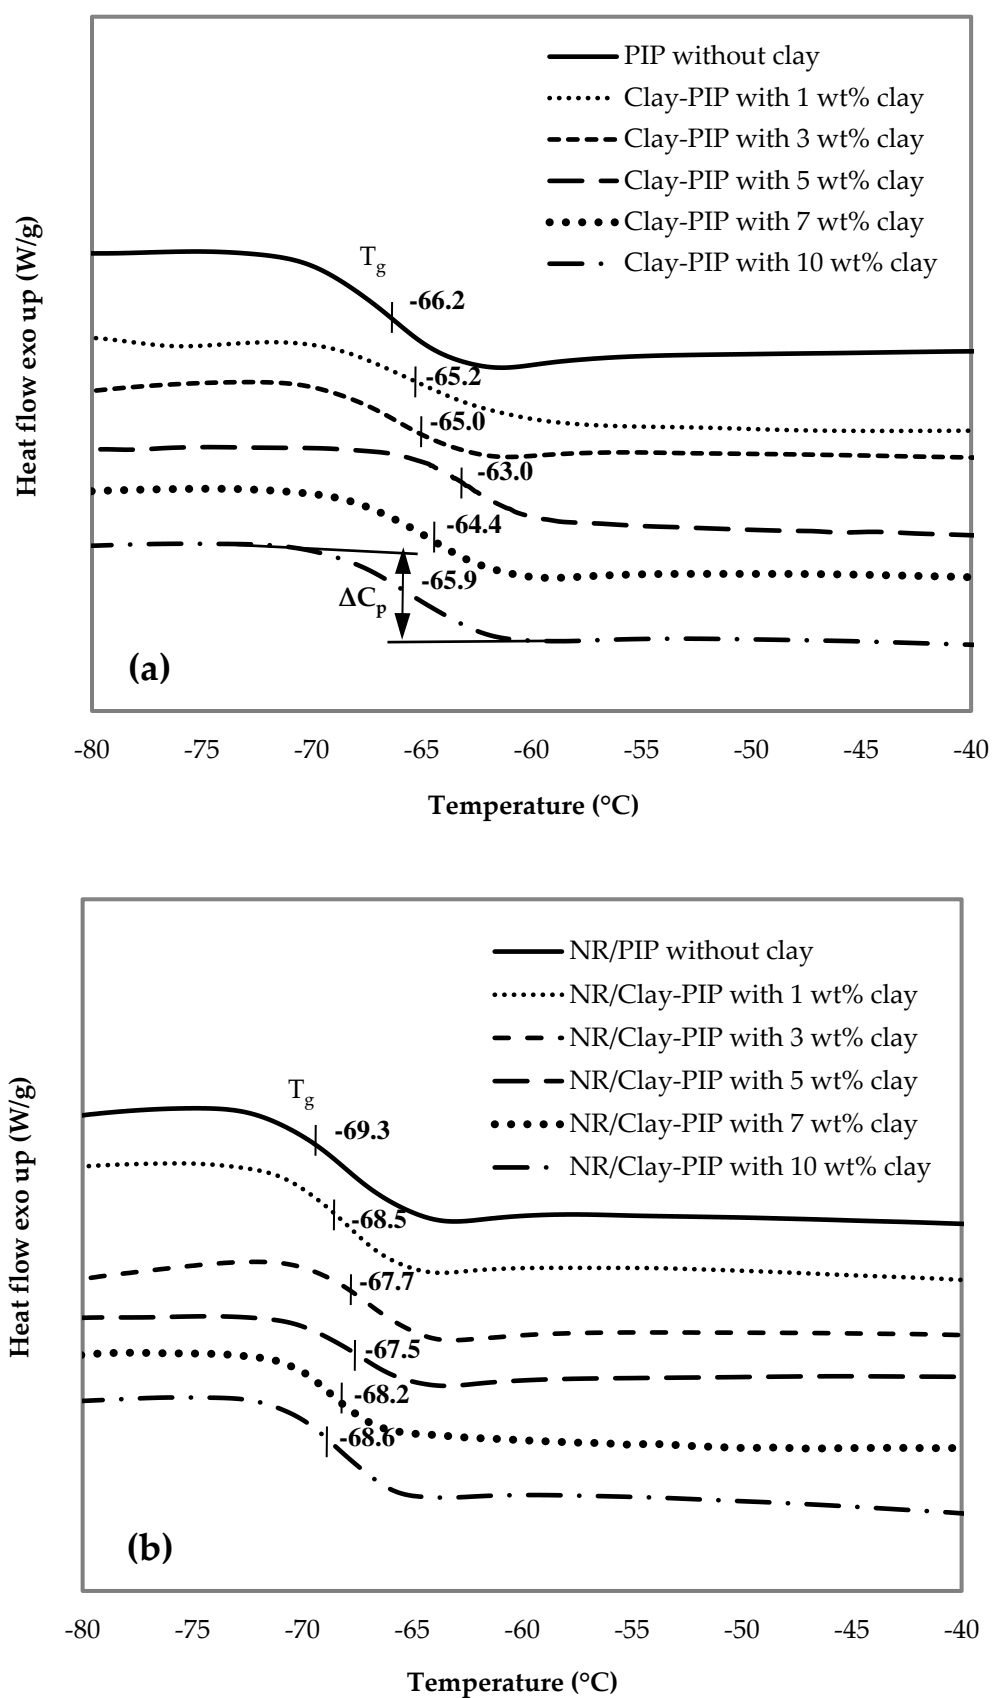 PIP without clay
Clay-PIP with 1 wt% clay
Clay-PIP with 3 wt% clay
Clay-PIP with 5 wt% clay
Clay-PIP with 7 wt% clay
Clay-PIP with 10 wt% clay
Heat flow exo up (W/g)
Tg
-66.2
-65.2
-65.0
-63.0
-64.4
-65.9
ΔCp
(a)
-80 -75 -70 -65 -60 -55 -50 -45 -40
Temperature (°C)
NR/PIP without clay
NR/Clay-PIP with 1 wt% clay
NR/Clay-PIP with 3 wt% clay
NR/Clay-PIP with 5 wt% clay
NR/Clay-PIP with 7 wt% clay
NR/Clay-PIP with 10 wt% clay
Heat flow exo up (W/g)
Tg
-69.3
-68.5
-67.7
-67.5
-68.2
-68.6
(b)
-80 -75 -70 -65 -60 -55 -50 -45 -40
Temperature (°C)